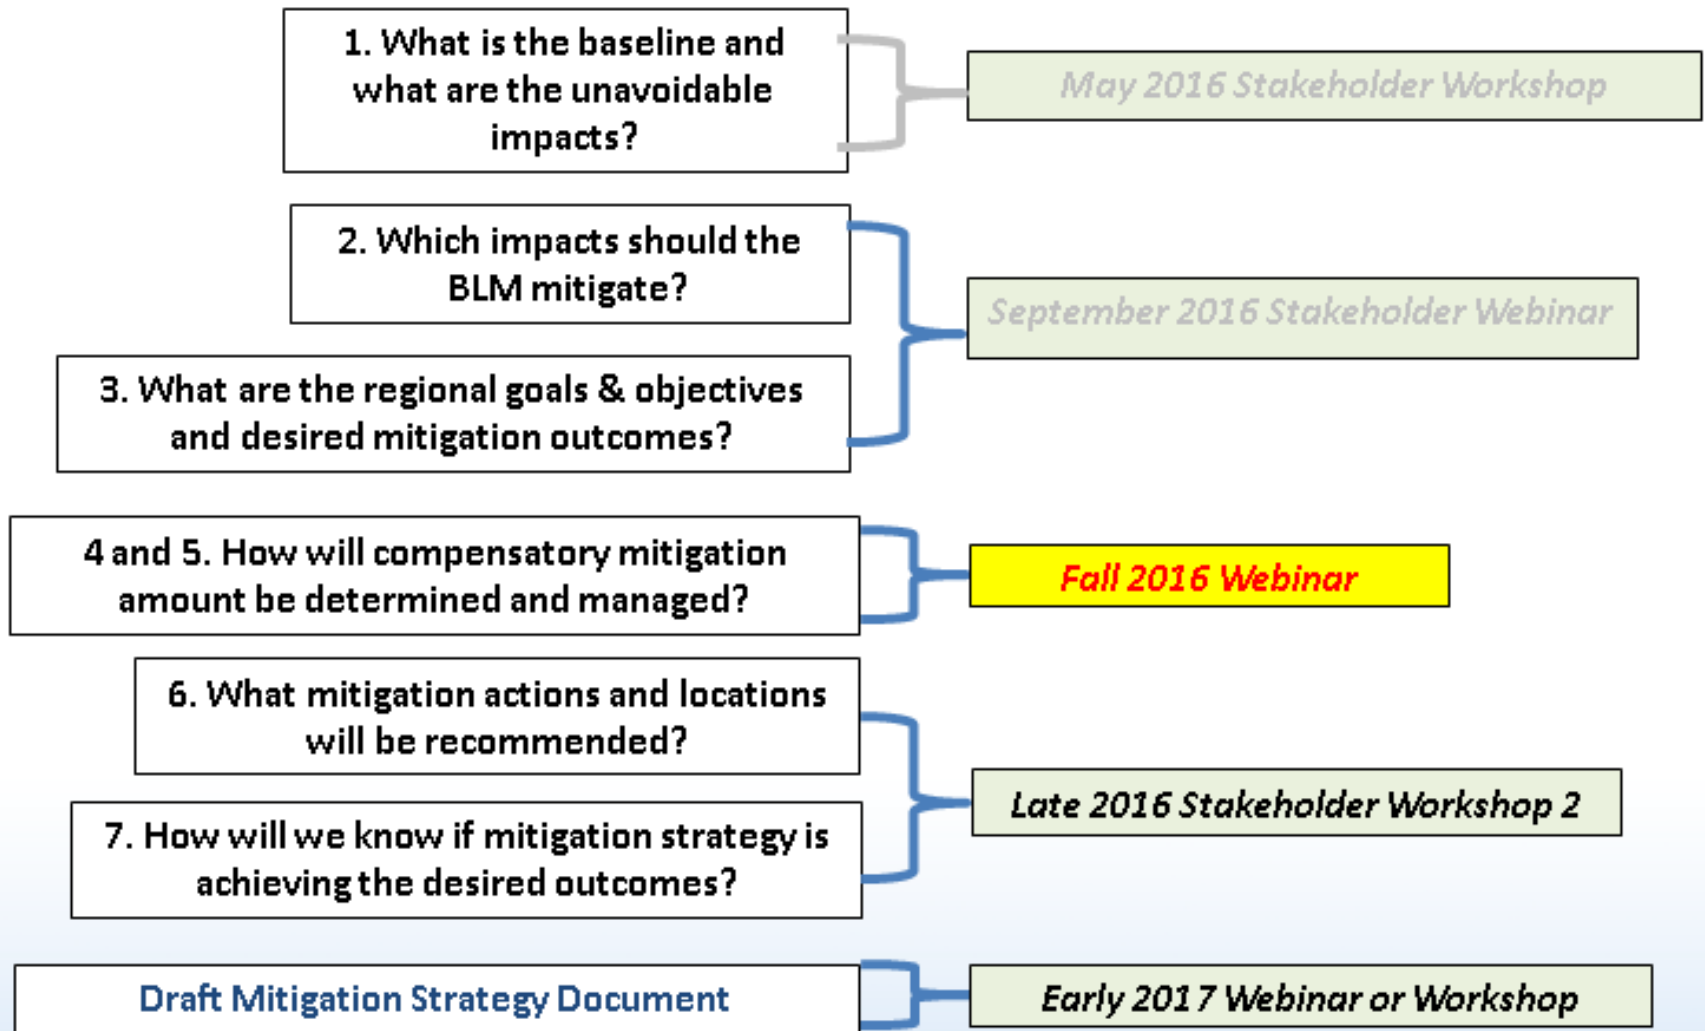 1. What is the baseline and
what are the unavoidable
impacts?
May 2016 Stakeholder Workshop
2. Which impacts should the
BLM mitigate?
3. What are the regional goals & objectives
and desired mitigation outcomes?
September 2016 Stakeholder Webinar
4 and 5. How will compensatory mitigation
amount be determined and managed?
Fall 2016 Webinar
6. What mitigation actions and locations
will be recommended?
7. How will we know if mitigation strategy is
achieving the desired outcomes?
Late 2016 Stakeholder Workshop 2
Draft Mitigation Strategy Document
Early 2017 Webinar or Workshop